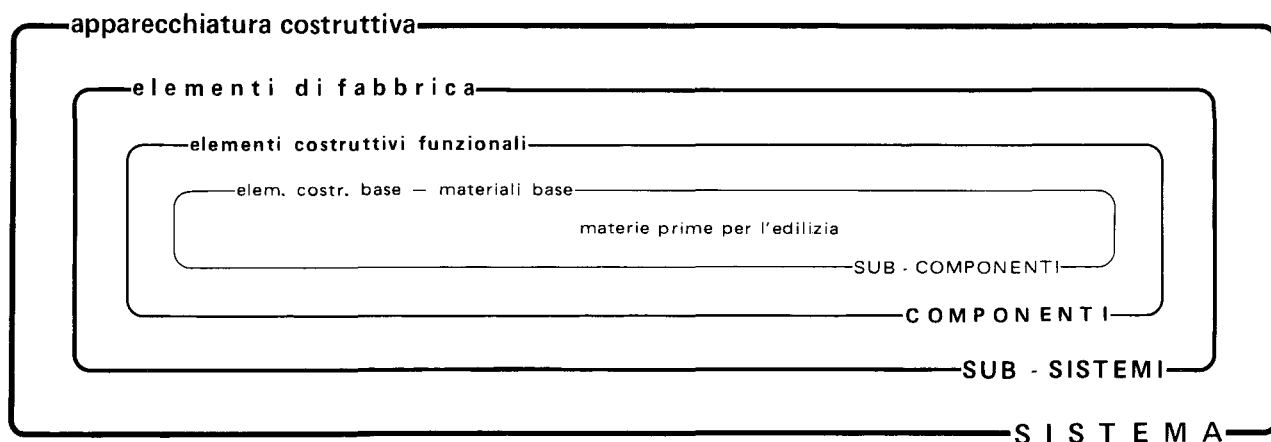 apparecchiatura costruttiva
elementi di fabbrica
elementi costruttivi funzionali
elem. costr. base — materiali base
materie prime per l'edilizia
SUB - COMPONENTI
COMPONENTI
SUB - SISTEMI
SISTEMA